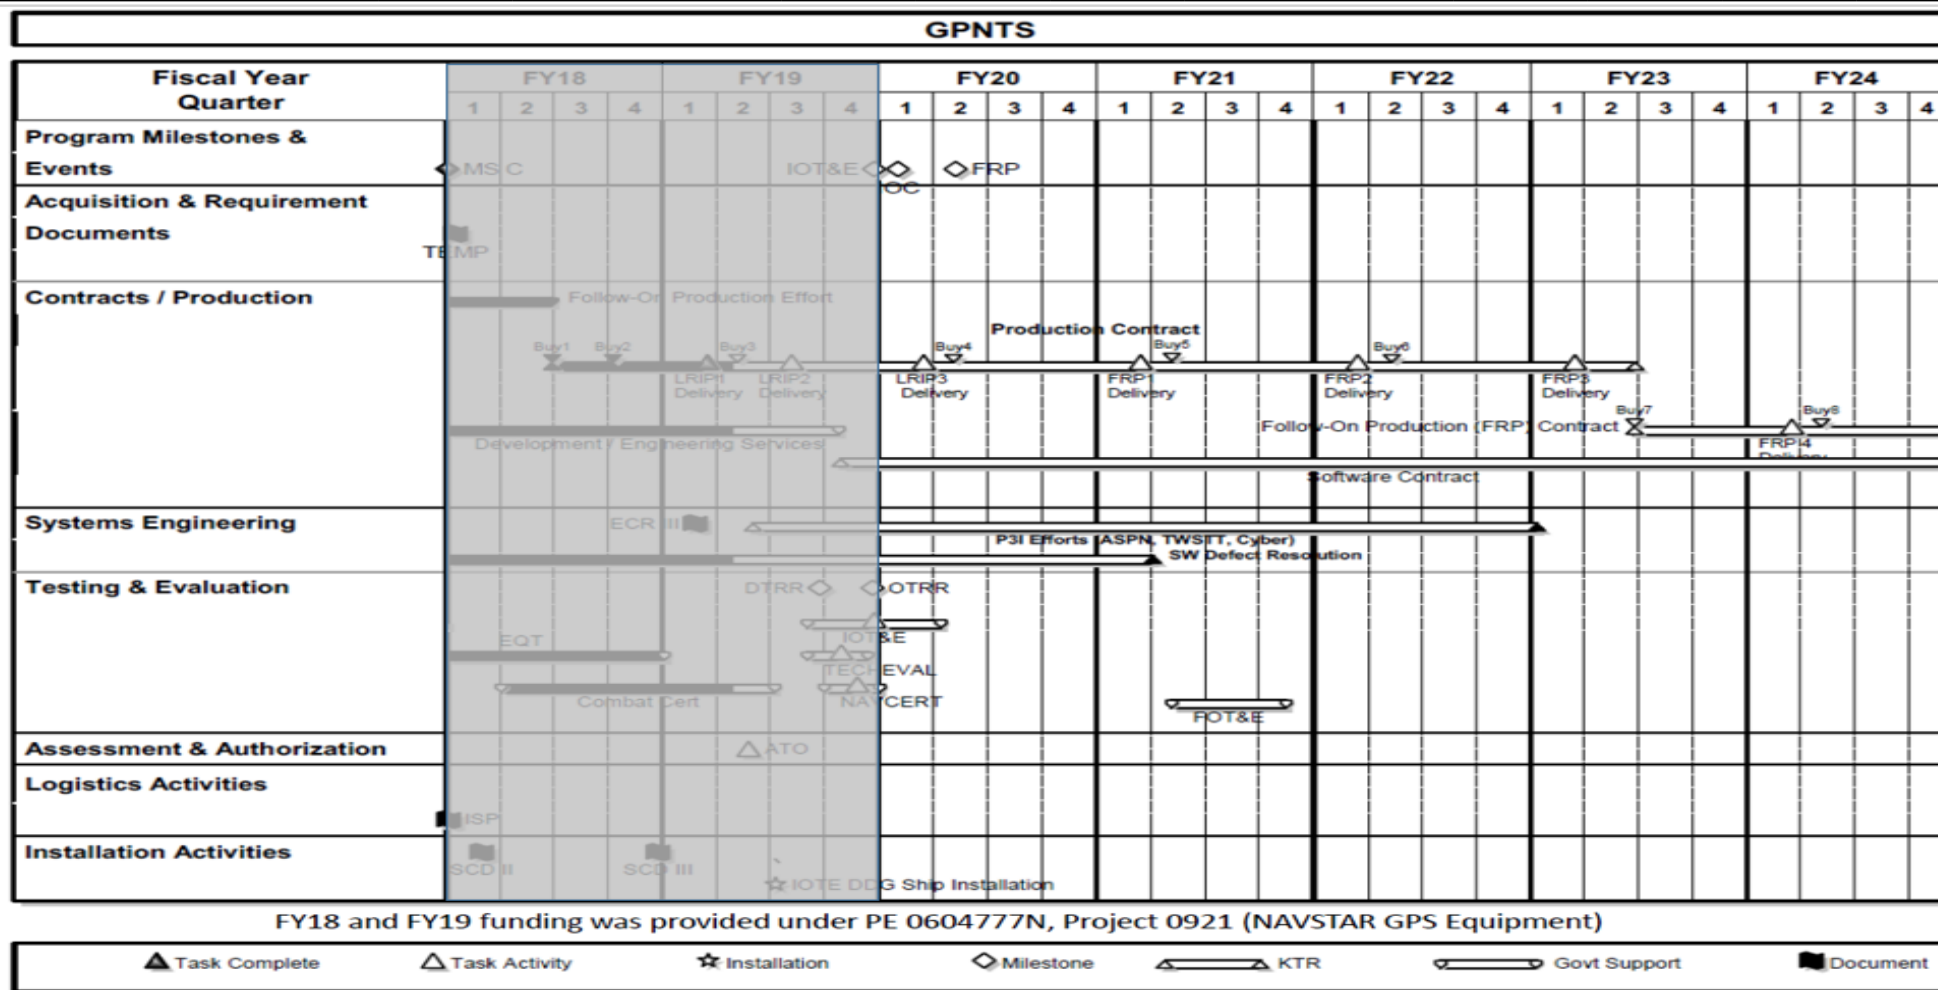 GPNTS
Fiscal Year FY18 FY19 FY20 FY21 FY22 FY23 FY24
Quarter 1 2 3 4 1 2 3 4 1 2 3 4 1 2 3 4 1 2 3 4 1 2 3 4 1 2 3 4
Program Milestones &
Events MS C IOT&E FRP
OC
Acquisition & Requirement
Documents
TEMP
Contracts / Production Follow-On Production Effort
Production Contract
Buy1 Buy2 Buy3 Buy4 Buy5 Buy6
LRIP1 LRIP2 LRIP3 FRP1 FRP2 FRP3
Delivery Delivery Delivery Delivery Delivery Delivery
Buy7 Buy8
Follow-On Production (FRP) Contract
Development / Engineering Services FRP4
Delivery
Software Contract
Systems Engineering ECR III
P3I Efforts (ASPN, TWSTT, Cyber)
SW Defect Resolution
Testing & Evaluation DTRR OTRR
EQT IOT&E
TECHEVAL
Combat Cert NAVCERT
FOT&E
Assessment & Authorization ATO
Logistics Activities
ISP
Installation Activities
SCD II SCD III
IOTE DDG Ship Installation
FY18 and FY19 funding was provided under PE 0604777N, Project 0921 (NAVSTAR GPS Equipment)
Task Complete Task Activity Installation Milestone KTR Govt Support Document